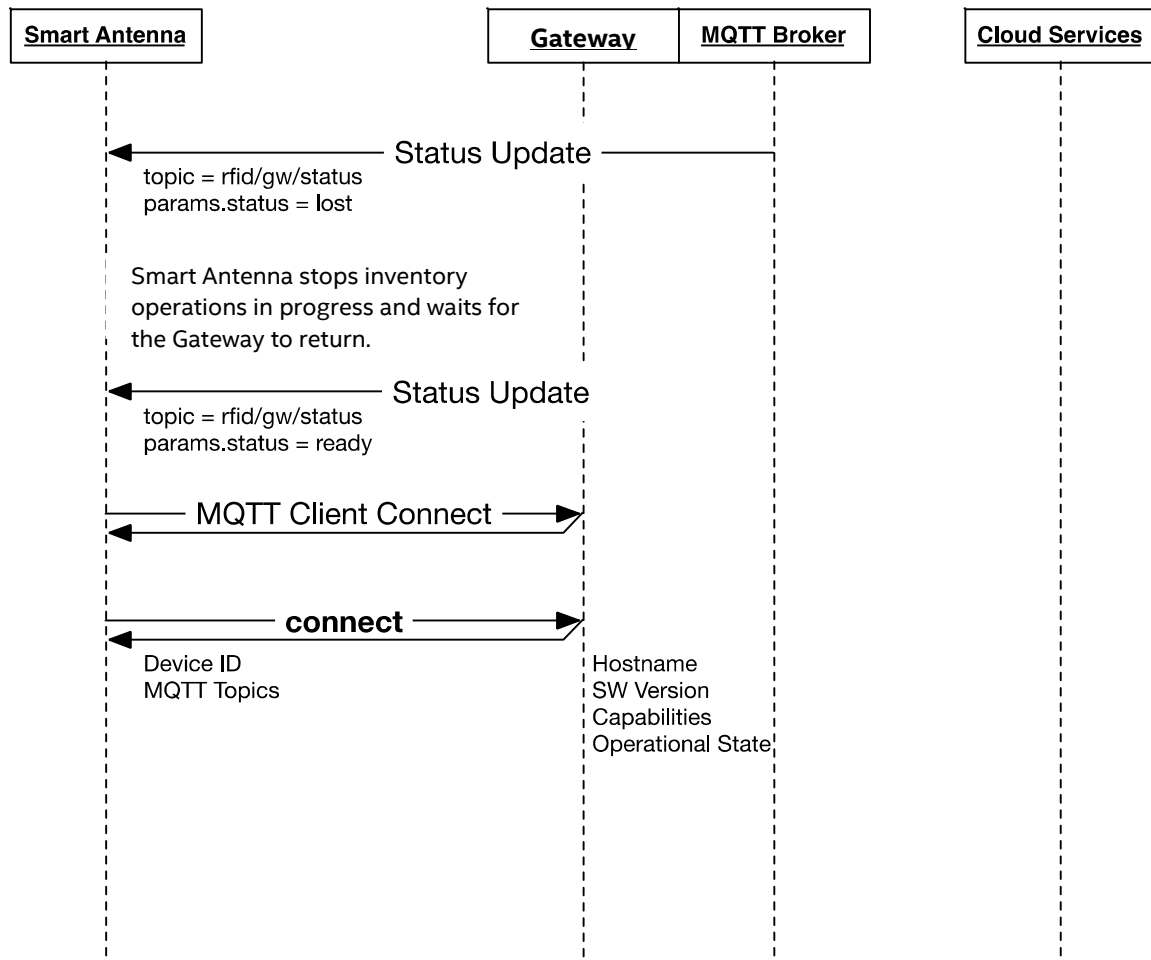 Smart Antenna
Gateway
MQTT Broker
Cloud Services
Status Update
topic = rfid/gw/status
params.status = lost
Smart Antenna stops inventory
operations in progress and waits for
the Gateway to return.
Status Update
topic = rfid/gw/status
params.status = ready
MQTT Client Connect
connect
Device ID
MQTT Topics
Hostname
SW Version
Capabilities
Operational State